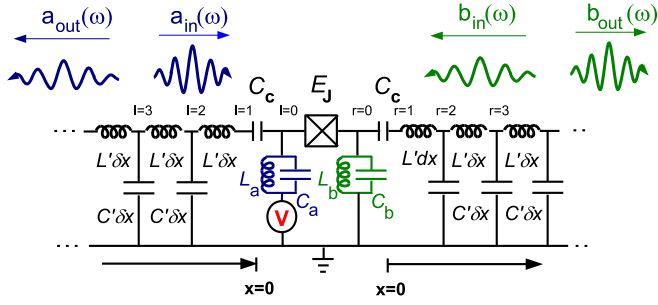 a_out(ω) a_in(ω) b_in(ω) b_out(ω)
C_c E_J C_c
l=3 l=2 l=1 l=0 r=0 r=1 r=2 r=3
... ...
L'δx L'δx L'δx L_a L_b L'dx L'δx L'δx
C'δx C'δx C_a C_b C'δx C'δx
V
... ...
x=0 x=0